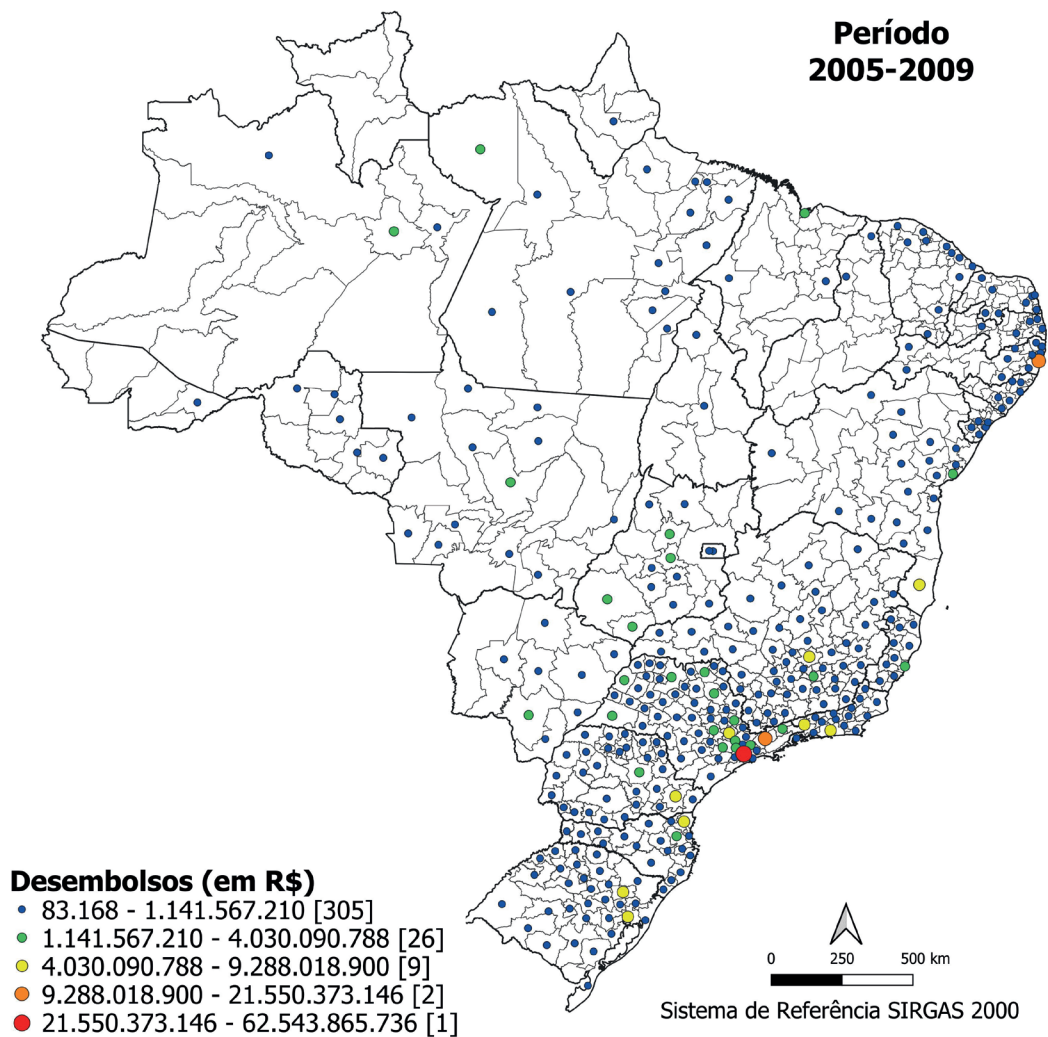 Período
2005-2009
Desembolsos (em R$)
83.168 - 1.141.567.210 [305]
1.141.567.210 - 4.030.090.788 [26]
4.030.090.788 - 9.288.018.900 [9]
9.288.018.900 - 21.550.373.146 [2]
21.550.373.146 - 62.543.865.736 [1]
0 250 500 km
Sistema de Referência SIRGAS 2000